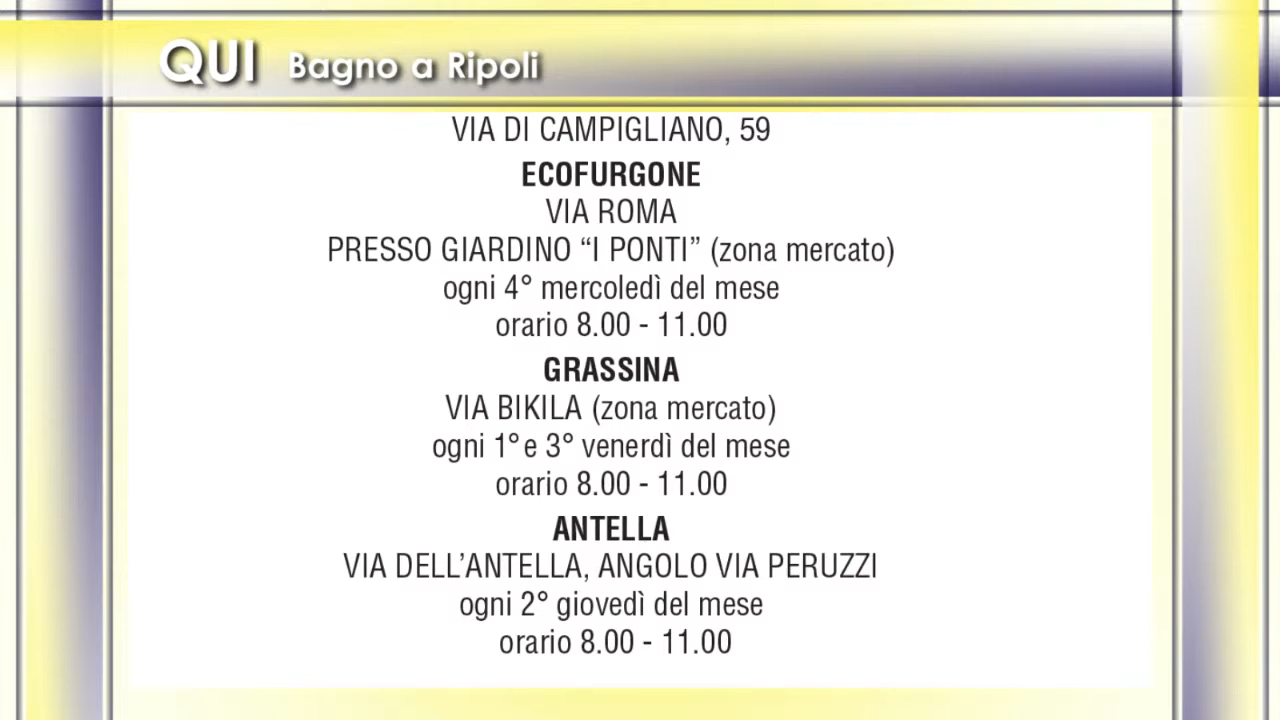 QUI Bagno a Ripoli
VIA DI CAMPIGLIANO, 59
ECOFURGONE
VIA ROMA
PRESSO GIARDINO “I PONTI” (zona mercato)
ogni 4° mercoledì del mese
orario 8.00 - 11.00
GRASSINA
VIA BIKILA (zona mercato)
ogni 1° e 3° venerdì del mese
orario 8.00 - 11.00
ANTELLA
VIA DELL’ANTELLA, ANGOLO VIA PERUZZI
ogni 2° giovedì del mese
orario 8.00 - 11.00